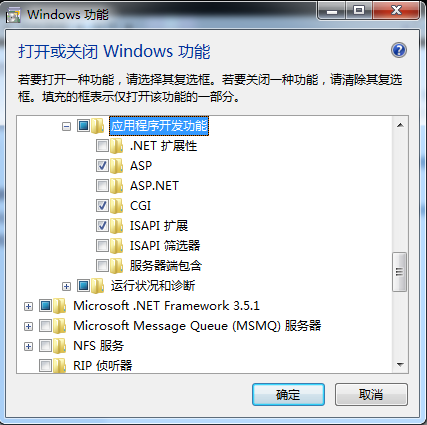 Windows 功能
打开或关闭 Windows 功能
若要打开一种功能，请选择其复选框。若要关闭一种功能，请清除其复选
框。填充的框表示仅打开该功能的一部分。
应用程序开发功能
.NET 扩展性
ASP
ASP.NET
CGI
ISAPI 扩展
ISAPI 筛选器
服务器端包含
运行状况和诊断
Microsoft .NET Framework 3.5.1
Microsoft Message Queue (MSMQ) 服务器
NFS 服务
RIP 侦听器
确定
取消